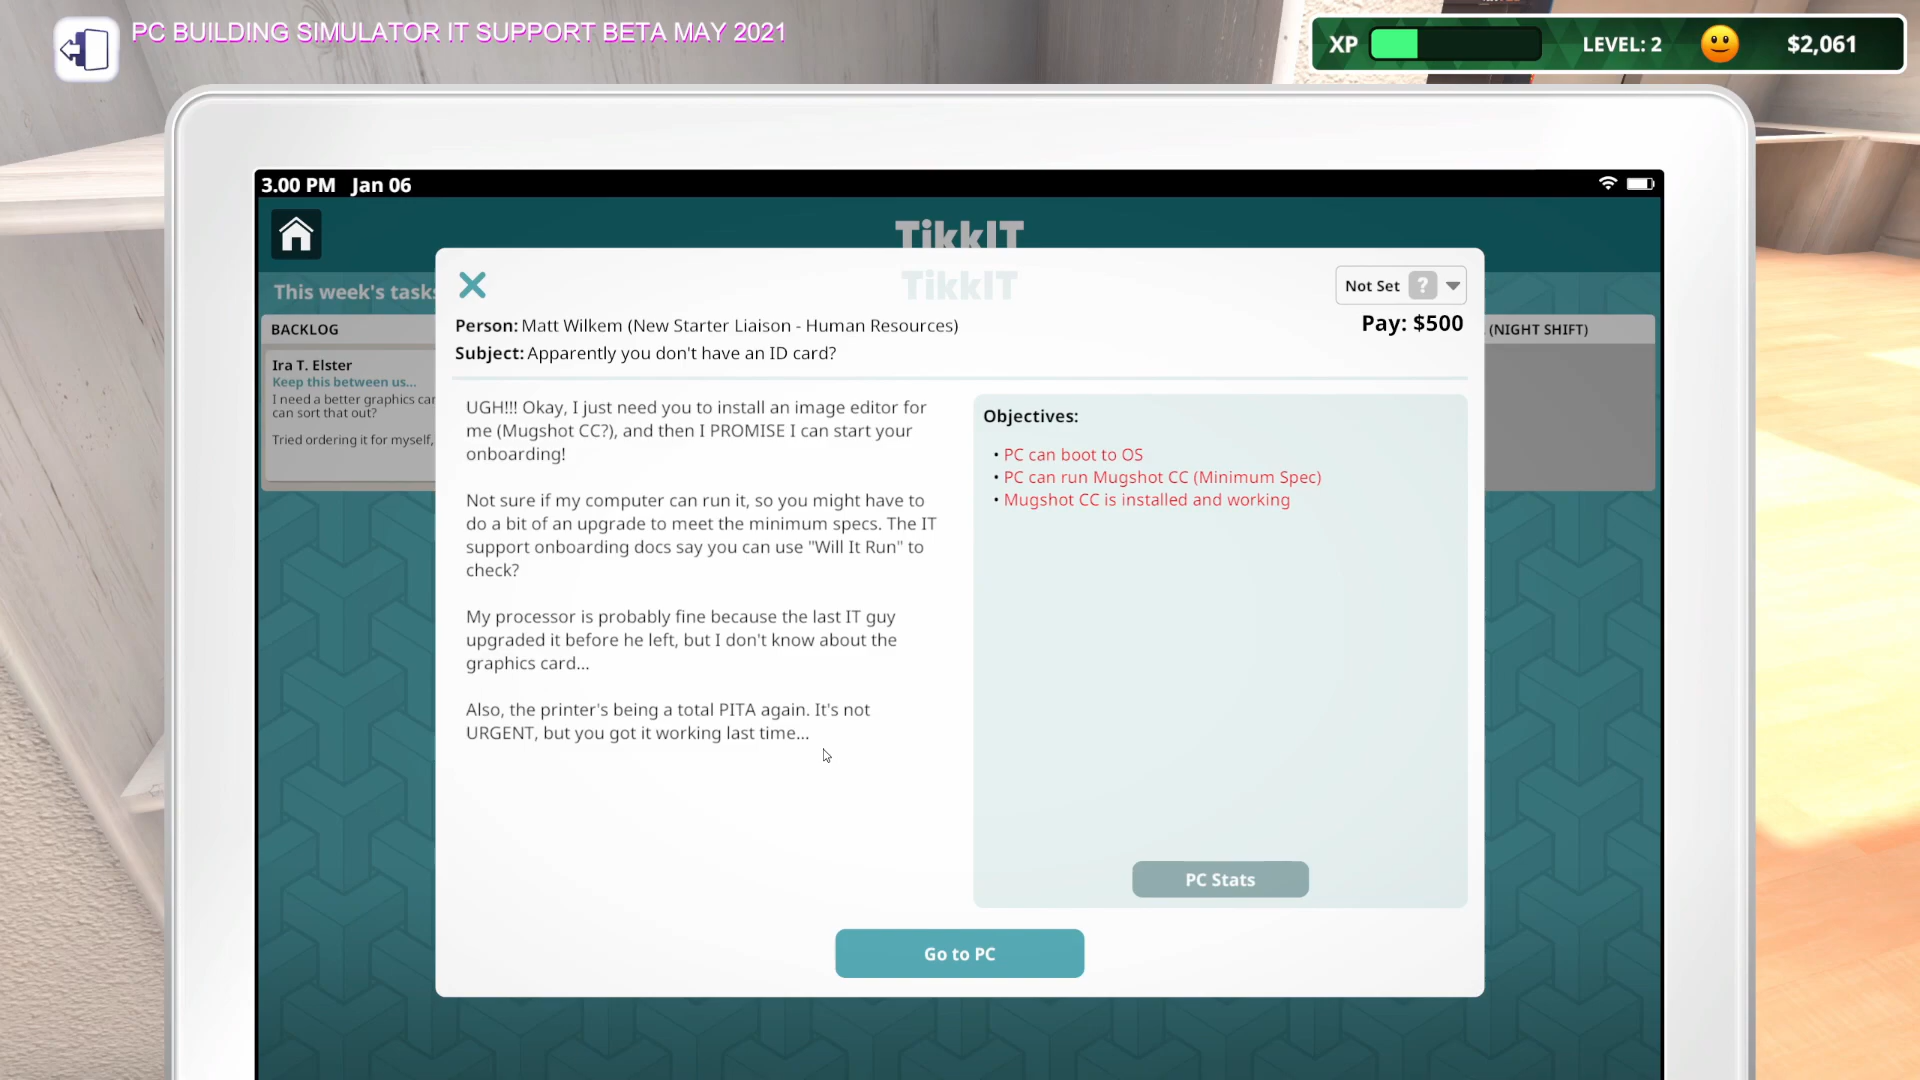 PC BUILDING SIMULATOR IT SUPPORT BETA MAY 2021
XP
LEVEL: 2
$2,061
3.00 PM Jan 06
TikkIT
This week's tasks
BACKLOG
(NIGHT SHIFT)
Ira T. Elster
Keep this between us...
I need a better graphics car
can sort that out?
Tried ordering it for myself,
TikkIT
Not Set ?
Person: Matt Wilkem (New Starter Liaison - Human Resources)
Pay: $500
Subject: Apparently you don't have an ID card?
UGH!!! Okay, I just need you to install an image editor for
me (Mugshot CC?), and then I PROMISE I can start your
onboarding!
Not sure if my computer can run it, so you might have to
do a bit of an upgrade to meet the minimum specs. The IT
support onboarding docs say you can use "Will It Run" to
check?
My processor is probably fine because the last IT guy
upgraded it before he left, but I don't know about the
graphics card...
Also, the printer's being a total PITA again. It's not
URGENT, but you got it working last time...
Objectives:
• PC can boot to OS
• PC can run Mugshot CC (Minimum Spec)
• Mugshot CC is installed and working
PC Stats
Go to PC